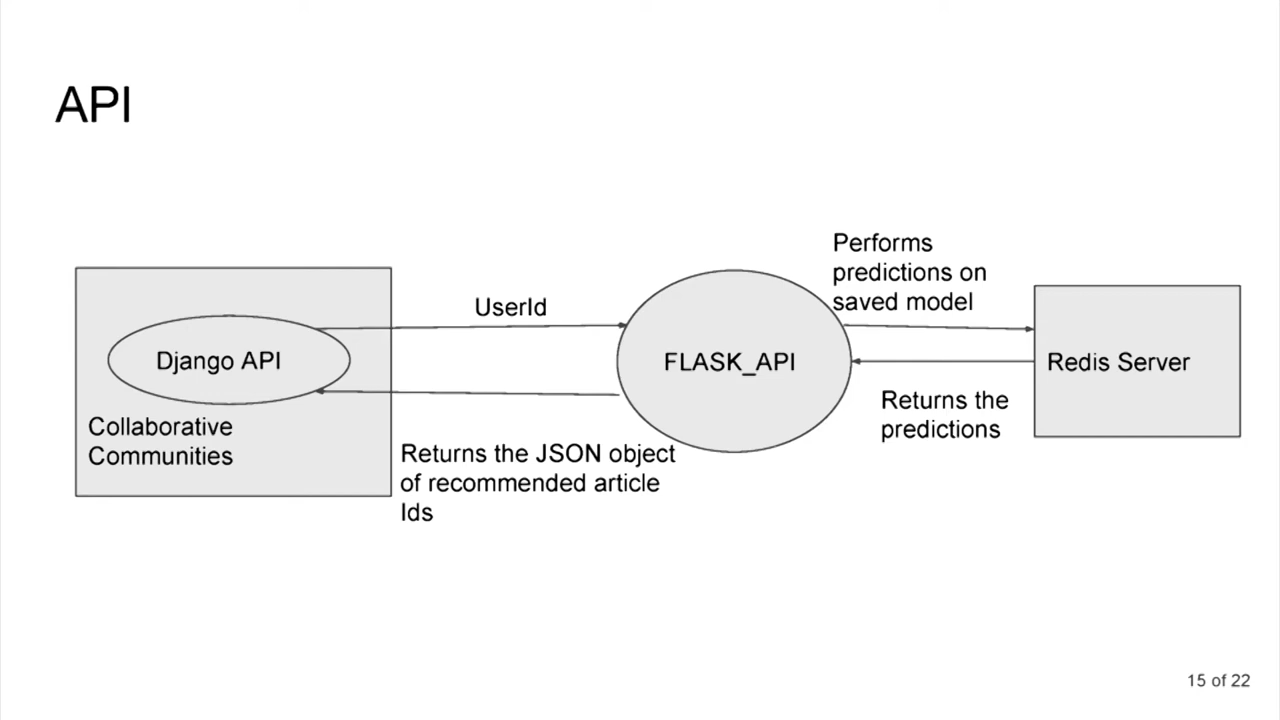 API
Performs
predictions on
saved model
UserId
Django API
FLASK_API
Redis Server
Collaborative
Communities
Returns the
predictions
Returns the JSON object
of recommended article
Ids
15 of 22